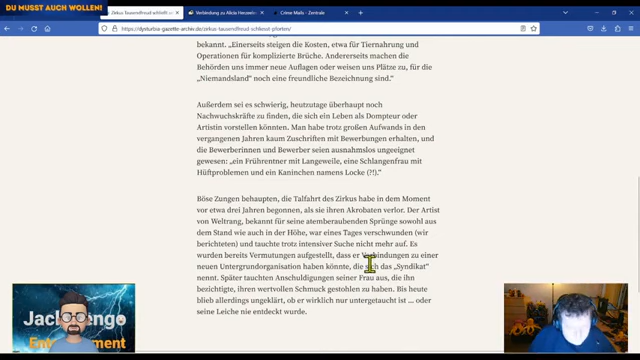 DU MUSST AUCH WOLLEN!
Zirkus Tausendfreud schließt
Verbindung zu Alicia
Crime Mails - Zentrale
https://dysturbia-gazette-archiv.de/zirkus-tausendfreud-schliesst-pforten/
bekannt. „Einerseits steigen die Kosten, etwa für Tiernahrung und
Operationen für komplizierte Brüche. Andererseits machen die
Behörden uns immer neue Auflagen oder weisen uns Plätze zu, für die
„Niemandsland“ noch eine freundliche Bezeichnung sind.“
Außerdem sei es schwierig, heutzutage überhaupt noch
Nachwuchskräfte zu finden, die sich ein Leben als Dompteur oder
Artistin vorstellen könnten. Man habe trotz großen Aufwands in den
vergangenen Jahren kaum Zuschriften mit Bewerbungen erhalten, und
die Bewerberinnen und Bewerber seien ausnahmslos ungeeignet
gewesen: „ein Frührentner mit Langeweile, eine Schlangenfrau mit
Hüftproblemen und ein Kaninchen namens Locke (?!).“
Böse Zungen behaupten, die Talfahrt des Zirkus habe in dem Moment
vor etwa drei Jahren begonnen, als sie ihren Akrobaten verlor. Der Artist
von Weltrang, bekannt für seine atemberaubenden Sprünge sowohl aus
dem Stand wie auch in der Höhe, war eines Tages verschwunden (wir
berichteten) und tauchte trotz intensiver Suche nicht mehr auf. Es
wurden bereits Vermutungen aufgestellt, dass er Verbindungen zu einer
neuen Untergrundorganisation haben könnte, die sich das „Syndikat“
nennt. Später tauchten Anschuldigungen seiner Frau aus, die ihn
bezichtigte, ihren wertvollen Schmuck gestohlen zu haben. Bis heute
blieb allerdings ungeklärt, ob er wirklich nur untergetaucht ist ... oder
seine Leiche nie entdeckt wurde.